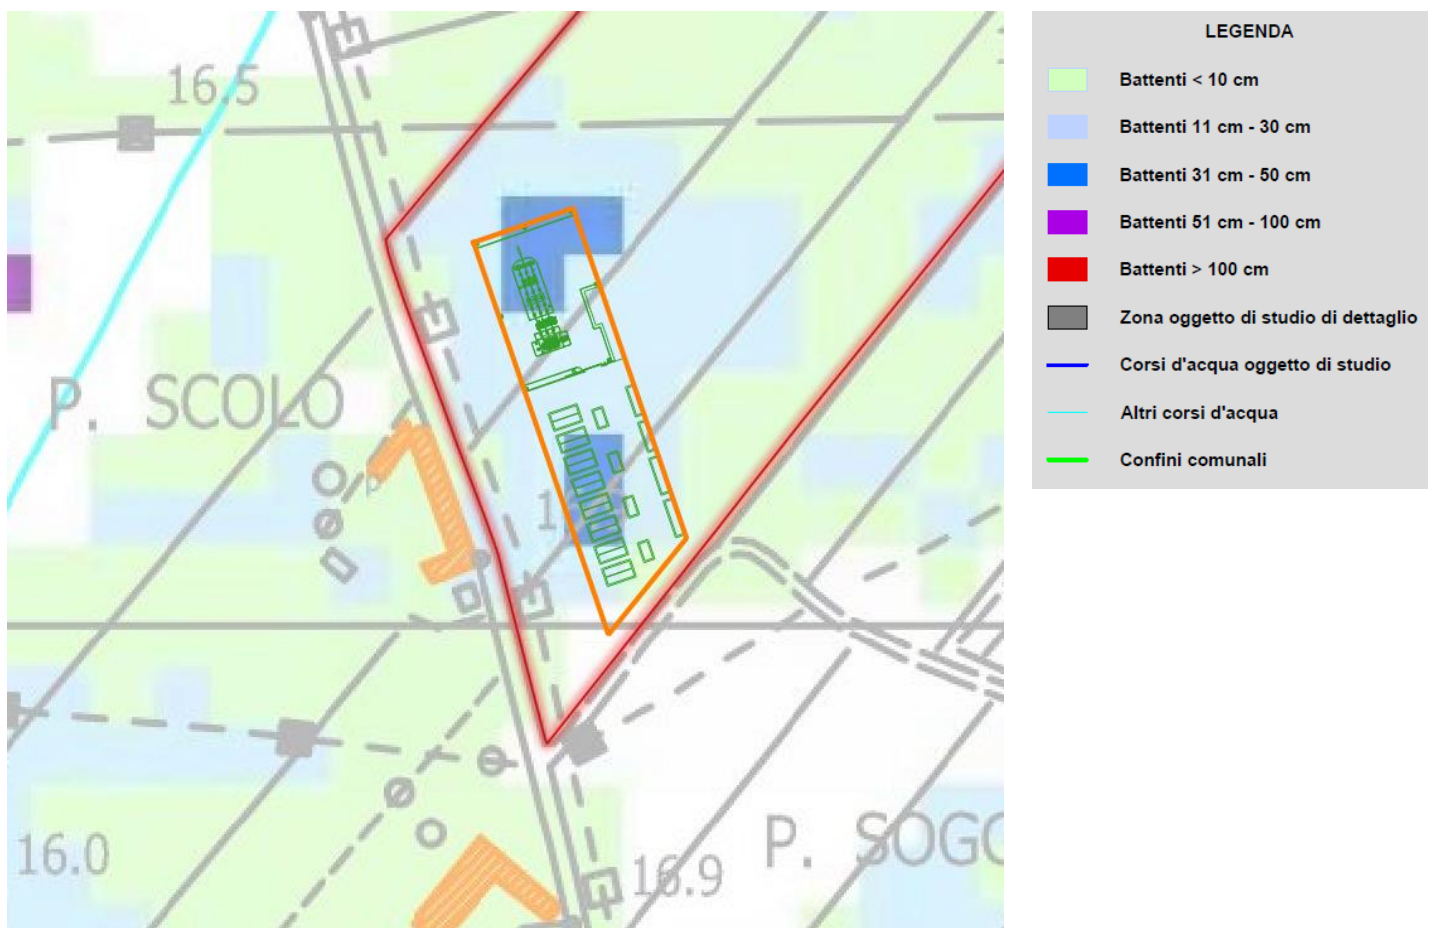 16.5
P. SCOLO
16.0
16.9
P. SOGO
LEGENDA
Battenti < 10 cm
Battenti 11 cm - 30 cm
Battenti 31 cm - 50 cm
Battenti 51 cm - 100 cm
Battenti > 100 cm
Zona oggetto di studio di dettaglio
Corsi d'acqua oggetto di studio
Altri corsi d'acqua
Confini comunali